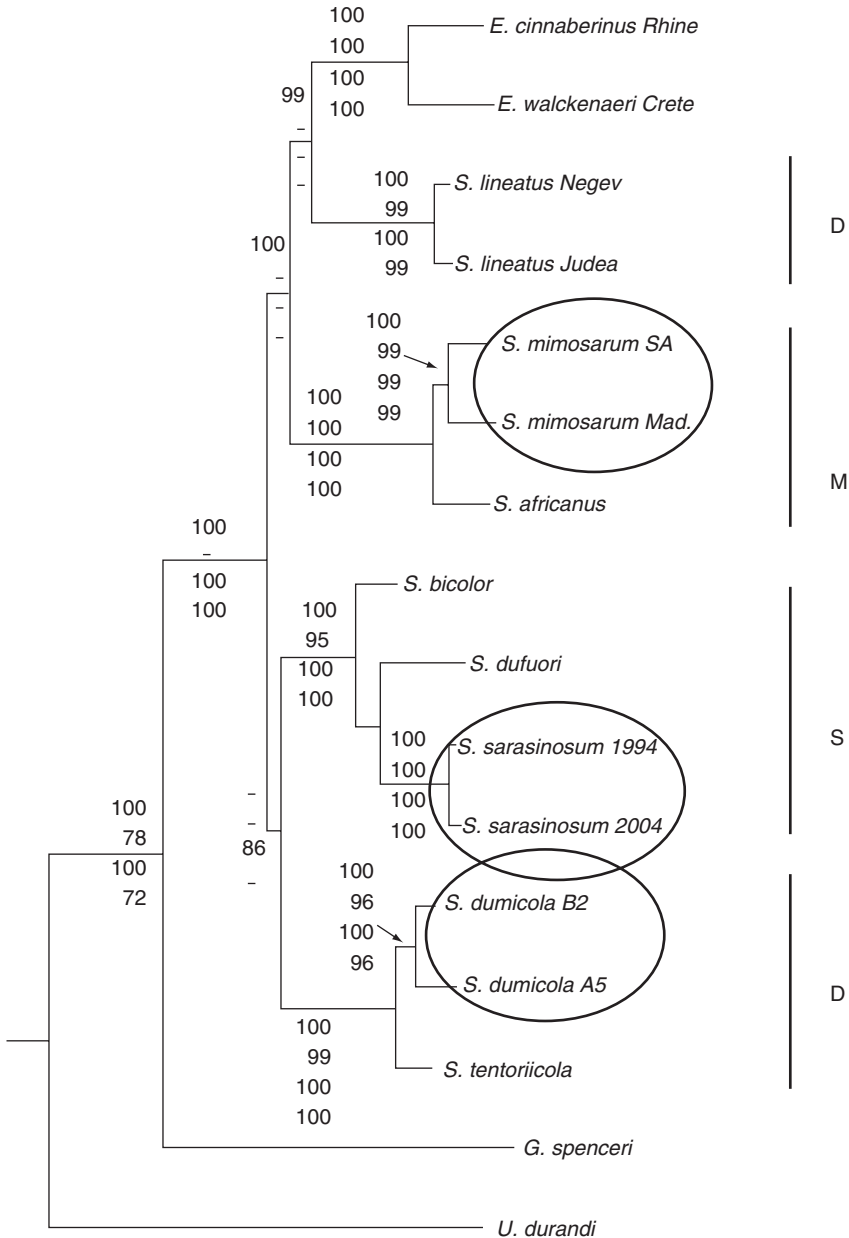 100
100
100
100
E. cinnaberinus Rhine
E. walckenaeri Crete
99
–
–
–
100
99
100
99
S. lineatus Negev
S. lineatus Judea
D
100
–
–
–
100
99
99
99
S. mimosarum SA
S. mimosarum Mad.
100
100
100
100
S. africanus
M
100
–
100
100
S. bicolor
100
95
100
100
S. dufuori
100
100
100
100
S. sarasinosum 1994
S. sarasinosum 2004
S
–
–
86
–
100
78
100
72
100
96
100
96
S. dumicola B2
S. dumicola A5
D
100
99
100
100
S. tentoriicola
G. spenceri
U. durandi